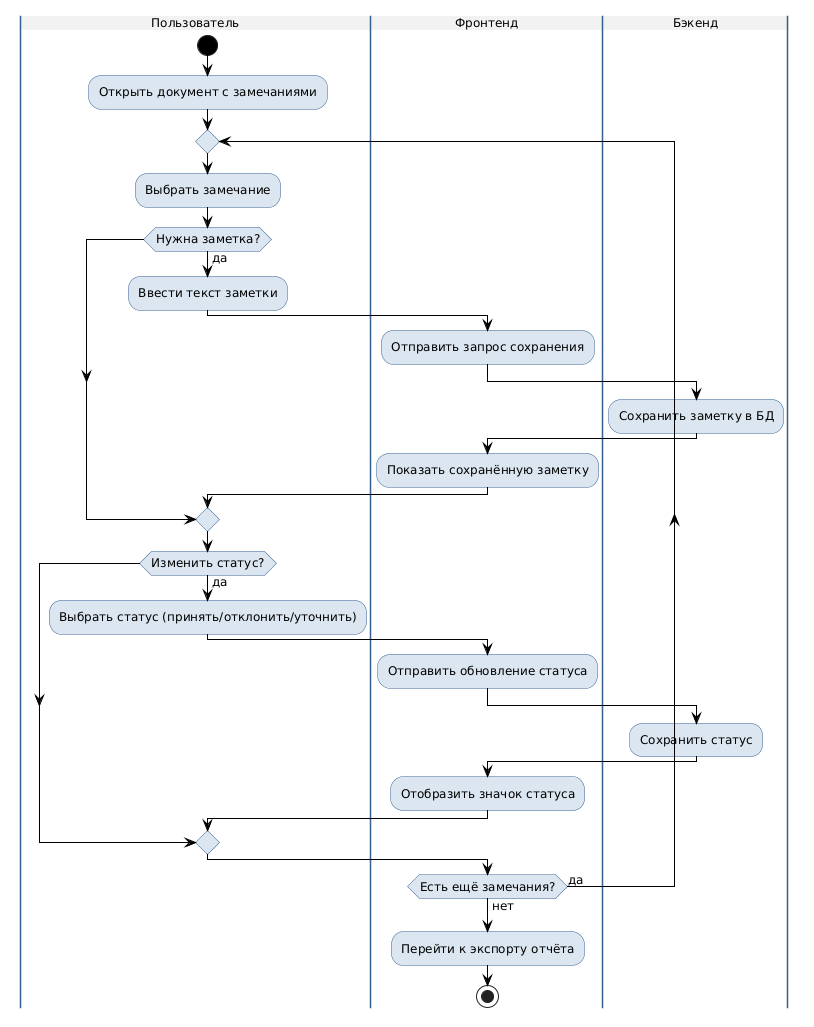 Пользователь
Фронтенд
Бэкенд
Открыть документ с замечаниями
Выбрать замечание
Нужна заметка?
да
Ввести текст заметки
Отправить запрос сохранения
Сохранить заметку в БД
Показать сохранённую заметку
Изменить статус?
да
Выбрать статус (принять/отклонить/уточнить)
Отправить обновление статуса
Сохранить статус
Отобразить значок статуса
Есть ещё замечания?
да
нет
Перейти к экспорту отчёта